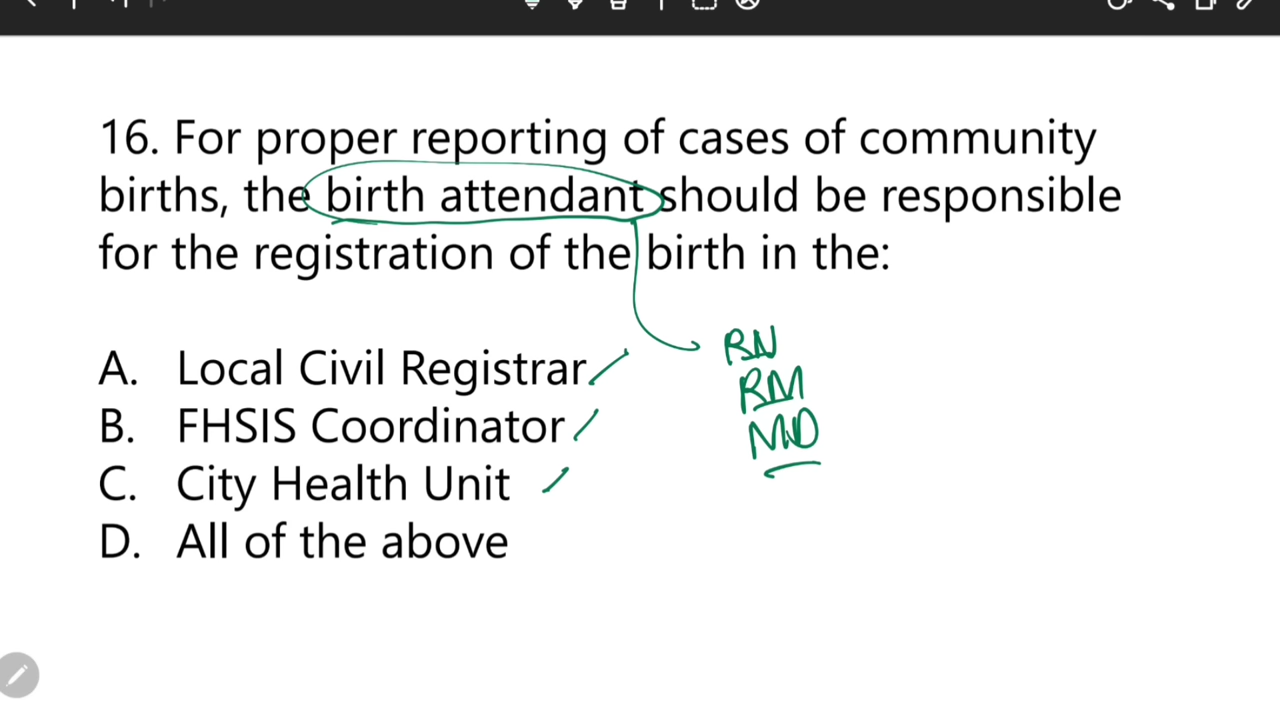 16. For proper reporting of cases of community
births, the birth attendant should be responsible
for the registration of the birth in the:
A. Local Civil Registrar
B. FHSIS Coordinator
C. City Health Unit
D. All of the above
RN
RM
MD